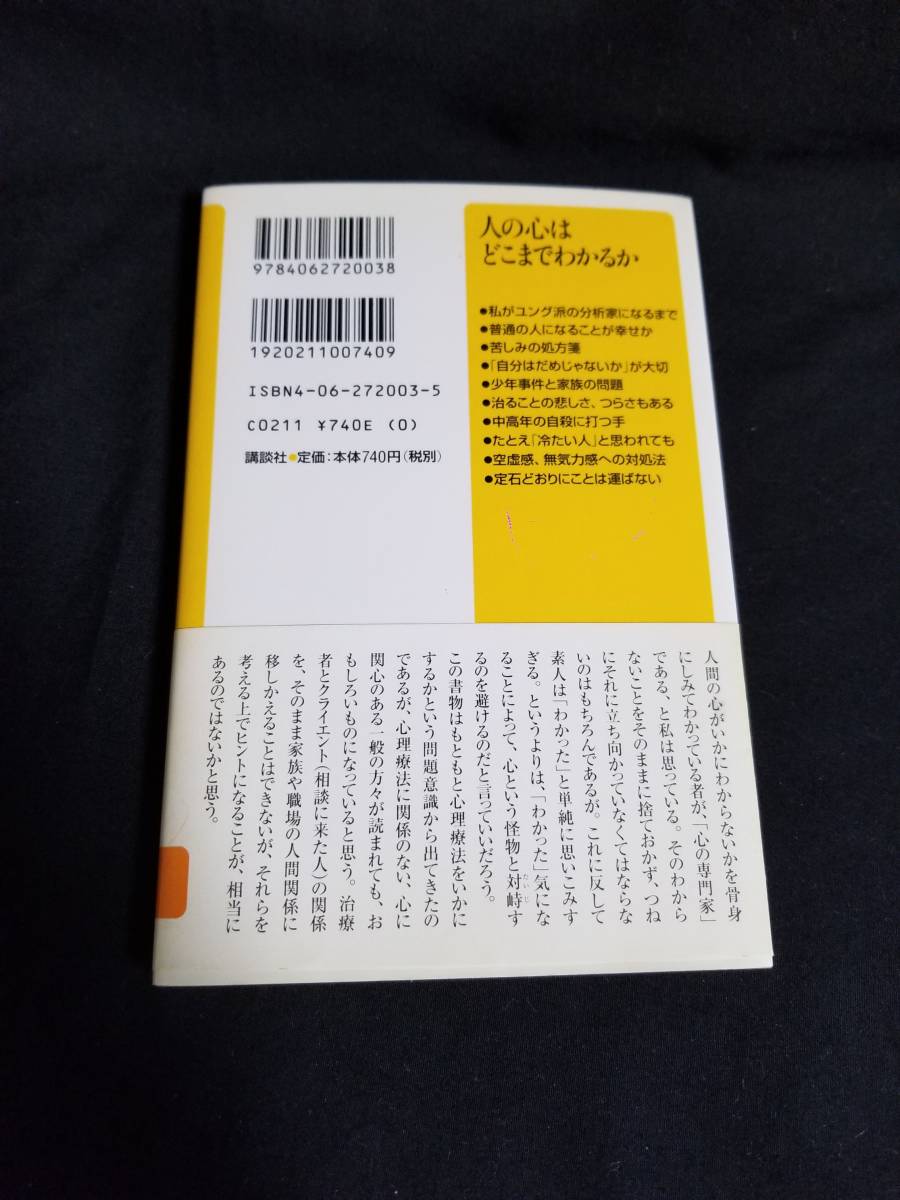 9784062720038
1920211007409
ISBN4-06-272003-5
C0211 ¥740E (0)
講談社●定価:本体740円(税別)
人の心は
どこまでわかるか
●私がユング派の分析家になるまで
●普通の人になることが幸せか
●苦しみの処方箋
●「自分はだめじゃないか」が大切
●少年事件と家族の問題
●治ることの悲しさ、つらさもある
●中高年の自殺に打つ手
●たとえ「冷たい人」と思われても
●空虚感、無気力感への対処法
●定石どおりにことは運ばない
人間の心がいかにわからないかを骨身
にしみてわかっている者が、「心の専門家」
である、と私は思っている。そのわから
ないことをそのままに捨ておかず、つね
にそれに立ち向かっていなくてはならな
いのはもちろんであるが。これに反して
素人は「わかった」と単純に思いこみす
ぎる。というよりは、「わかった」気にな
ることによって、心という怪物と対峙す
たいじ
るのを避けるのだと言っていいだろう。
この書物はもともと心理療法をいかに
するかという問題意識から出てきたの
であるが、心理療法に関係のない、心に
関心のある一般の方々が読まれても、お
もしろいものになっていると思う。治療
者とクライエント(相談に来た人)の関係
を、そのまま家族や職場の人間関係に
移しかえることはできないが、それらを
考える上でヒントになることが、相当に
あるのではないかと思う。